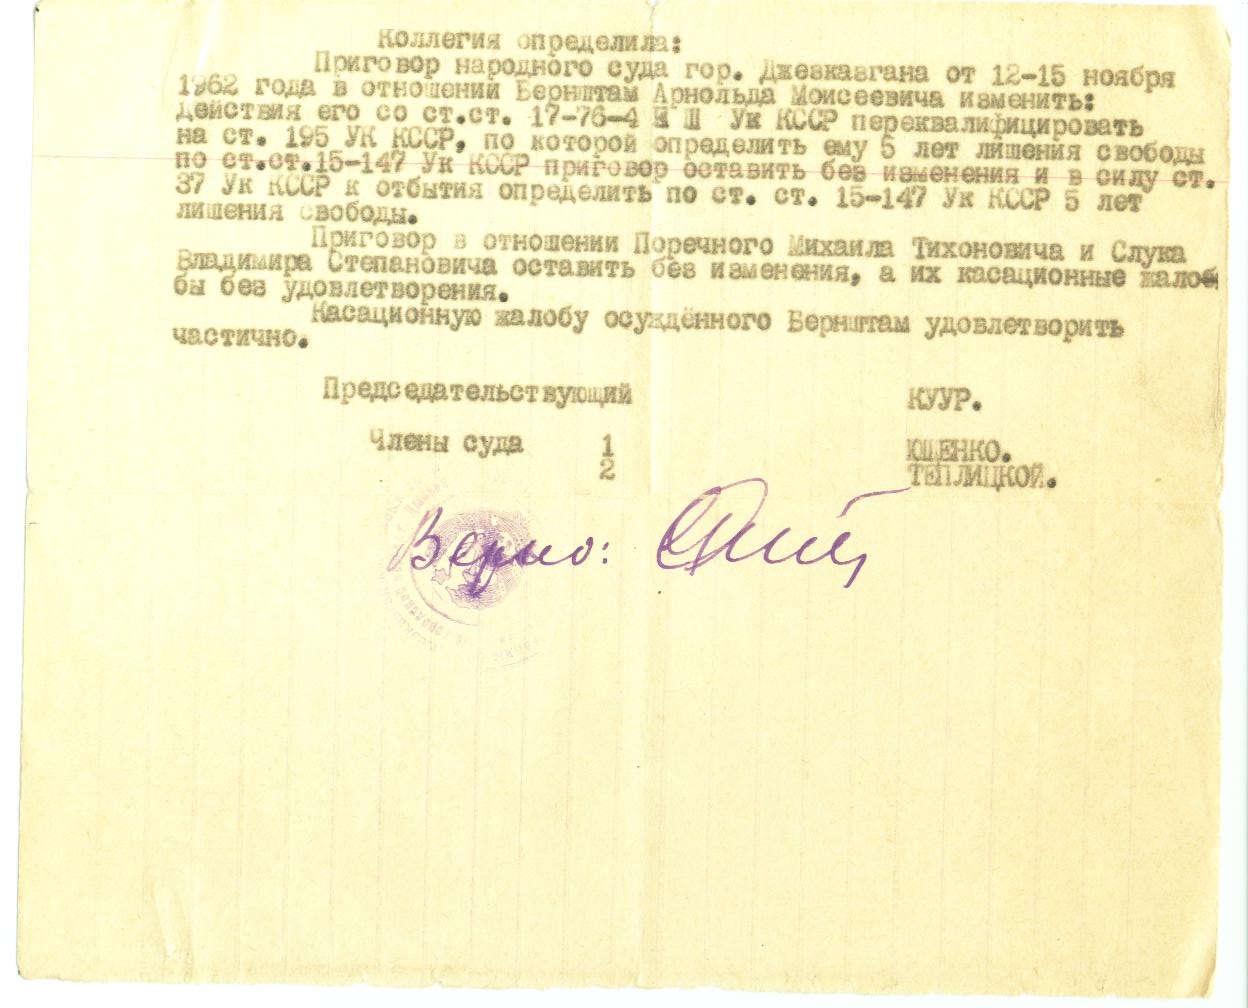 Коллегия определила:
Приговор народного суда гор. Джезказгана от 12-15 ноября
1962 года в отношении Бернштам Арнольда Моисеевича изменить:
Действия его со ст.ст. 17-76-4 Ш Ук КССР переквалифицировать
на ст. 195 УК КССР, по которой определить ему 5 лет лишения свободы
по ст.ст.15-147 Ук КССР приговор оставить без изменения и в силу ст.
37 Ук КССР к отбытия определить по ст. ст. 15-147 Ук КССР 5 лет
лишения свободы.
Приговор в отношении Поречного Михаила Тихоновича и Слука
Владимира Степановича оставить без изменения, а их касационные жало
бы без удовлетворения.
Касационную жалобу осуждённого Бернштам удовлетворить
частично.
Председательствующий КУУР.
Члены суда 1 ЮЩЕНКО.
2 ТЕПЛИЦКОЙ.
Верно: